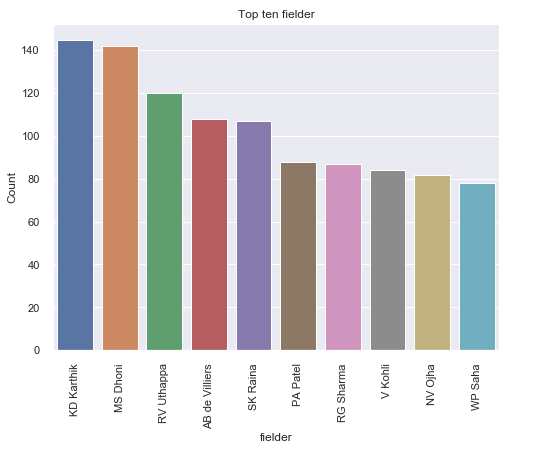 Top ten fielder
140
120
100
80
60
40
20
0
Count
KD Karthik
MS Dhoni
RV Uthappa
AB de Villiers
SK Raina
PA Patel
RG Sharma
V Kohli
NV Ojha
WP Saha
fielder